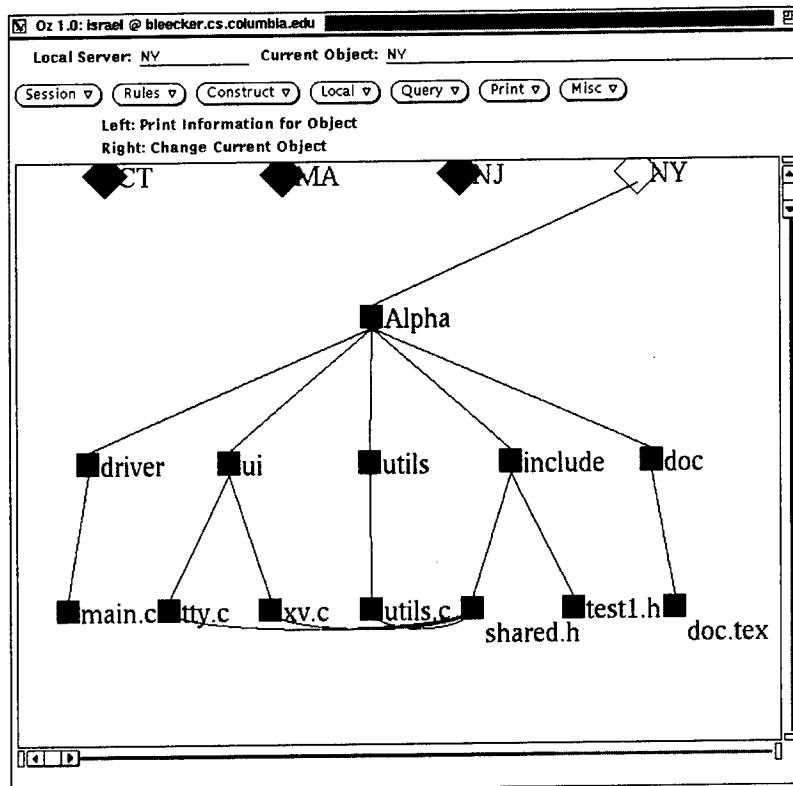 Oz 1.0: israel @ bleecker.cs.columbia.edu
Local Server: NY Current Object: NY
Session Rules Construct Local Query Print Misc
Left: Print Information for Object
Right: Change Current Object
CT MA NJ NY
Alpha
driver ui utils include doc
main.c tty.c xv.c utils.c shared.h test1.h doc.tex